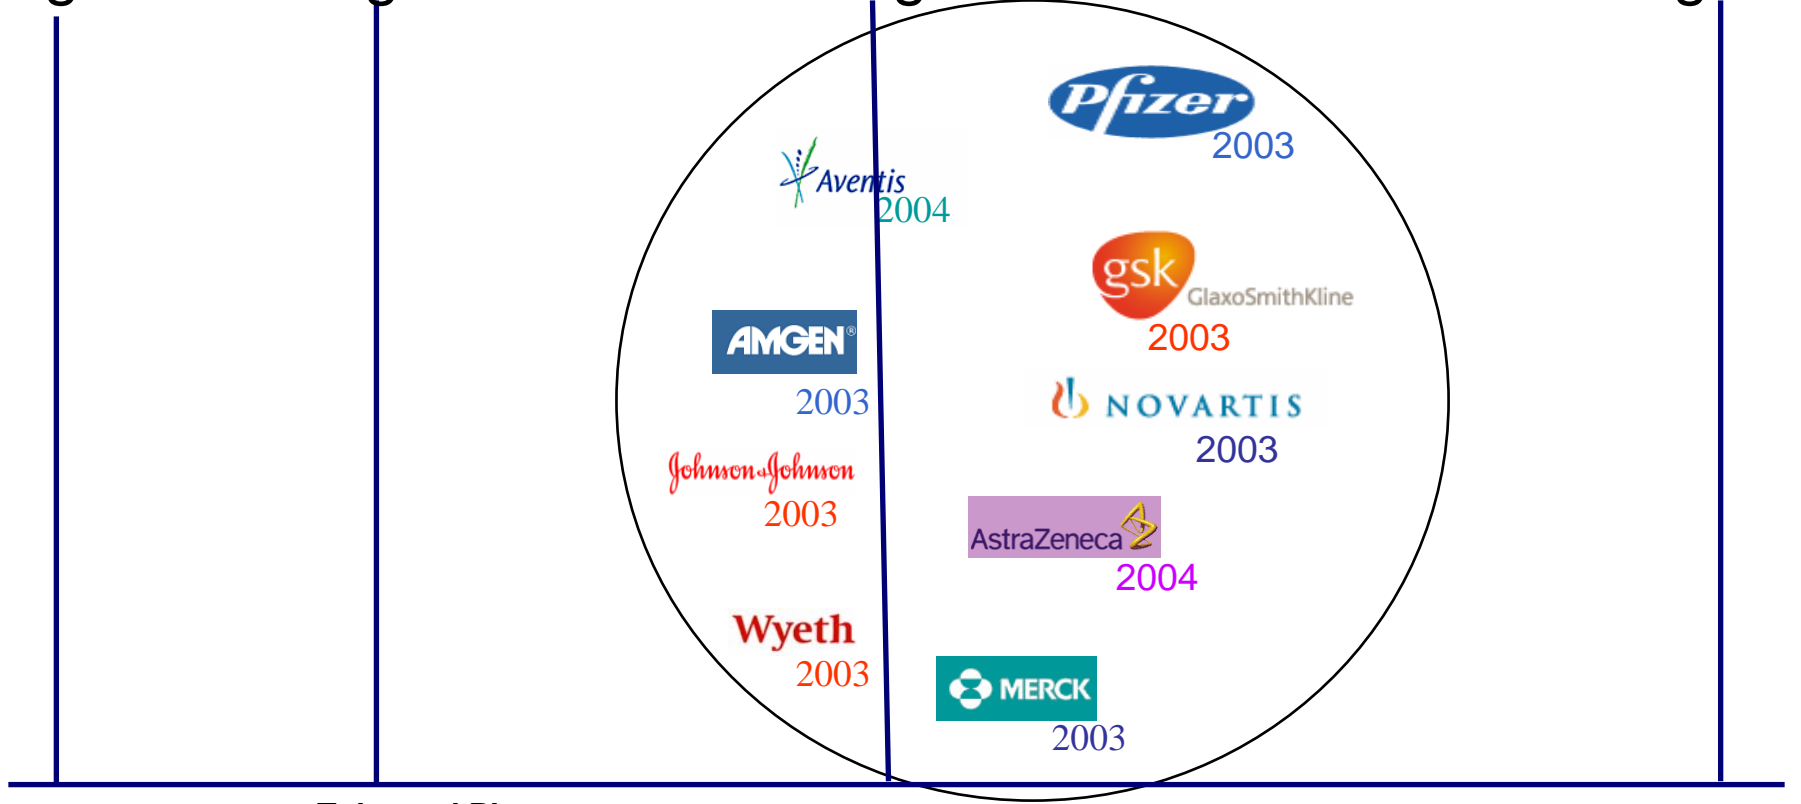 Pfizer
2003
Aventis
2004
gsk
GlaxoSmithKline
2003
AMGEN®
2003
NOVARTIS
2003
Johnson & Johnson
2003
AstraZeneca
2004
Wyeth
2003
MERCK
2003